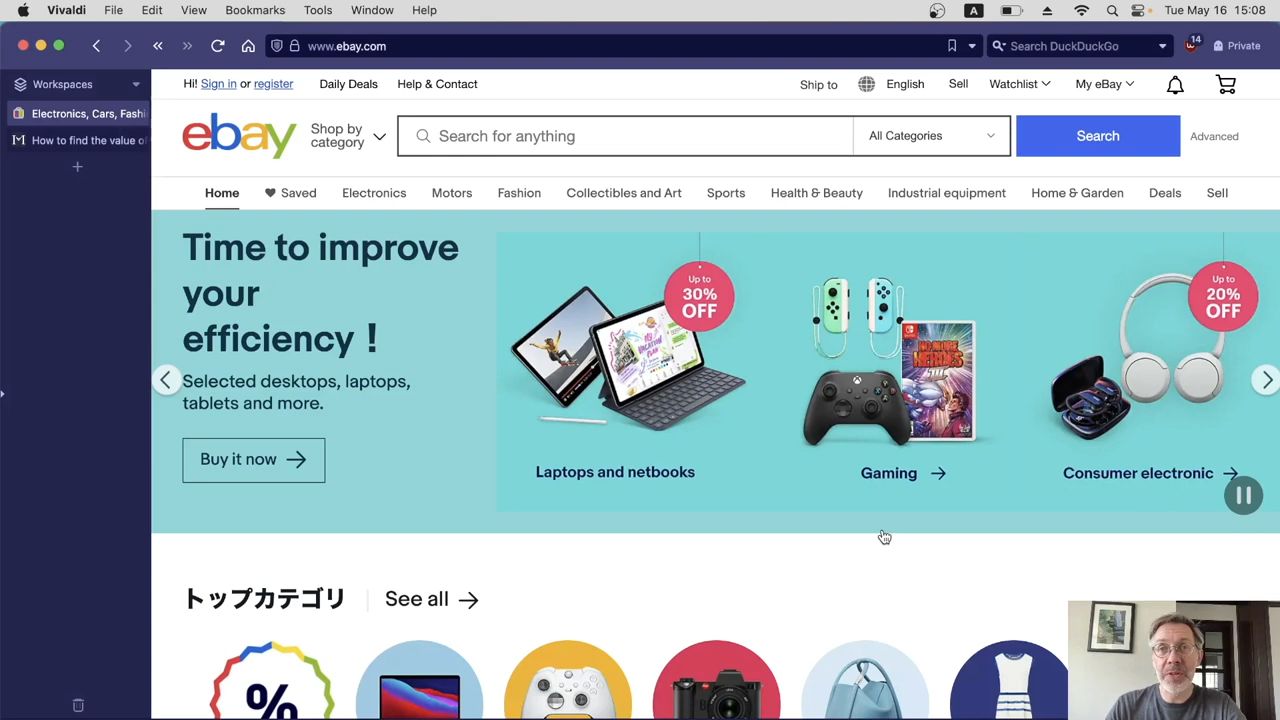 Vivaldi File Edit View Bookmarks Tools Window Help
A
Tue May 16 15:08
www.ebay.com
Search DuckDuckGo
14
Private
Workspaces
Electronics, Cars, Fashi
How to find the value of
Hi! Sign in or register Daily Deals Help & Contact
Ship to English Sell Watchlist My eBay
ebay
Shop by category
Search for anything
All Categories
Search
Advanced
Home Saved Electronics Motors Fashion Collectibles and Art Sports Health & Beauty Industrial equipment Home & Garden Deals Sell
Time to improve
your
efficiency！
Selected desktops, laptops,
tablets and more.
Buy it now
Up to
30%
OFF
Laptops and netbooks
NO MORE
HEROES
Gaming
Up to
20%
OFF
Consumer electronic
トップカテゴリ
See all
%